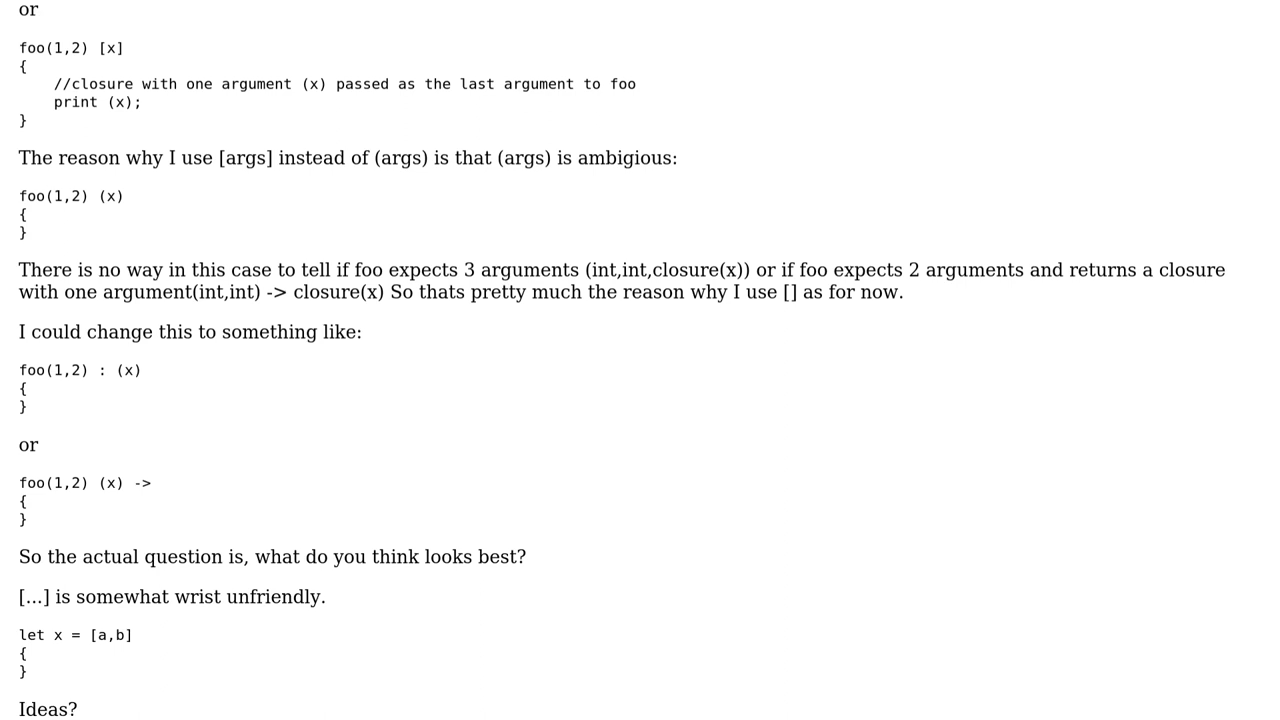 or
foo(1,2) [x]
{
    //closure with one argument (x) passed as the last argument to foo
    print (x);
}
The reason why I use [args] instead of (args) is that (args) is ambigious:
foo(1,2) (x)
{
}
There is no way in this case to tell if foo expects 3 arguments (int,int,closure(x)) or if foo expects 2 arguments and returns a closure
with one argument(int,int) -> closure(x) So thats pretty much the reason why I use [] as for now.
I could change this to something like:
foo(1,2) : (x)
{
}
or
foo(1,2) (x) ->
{
}
So the actual question is, what do you think looks best?
[...] is somewhat wrist unfriendly.
let x = [a,b]
{
}
Ideas?